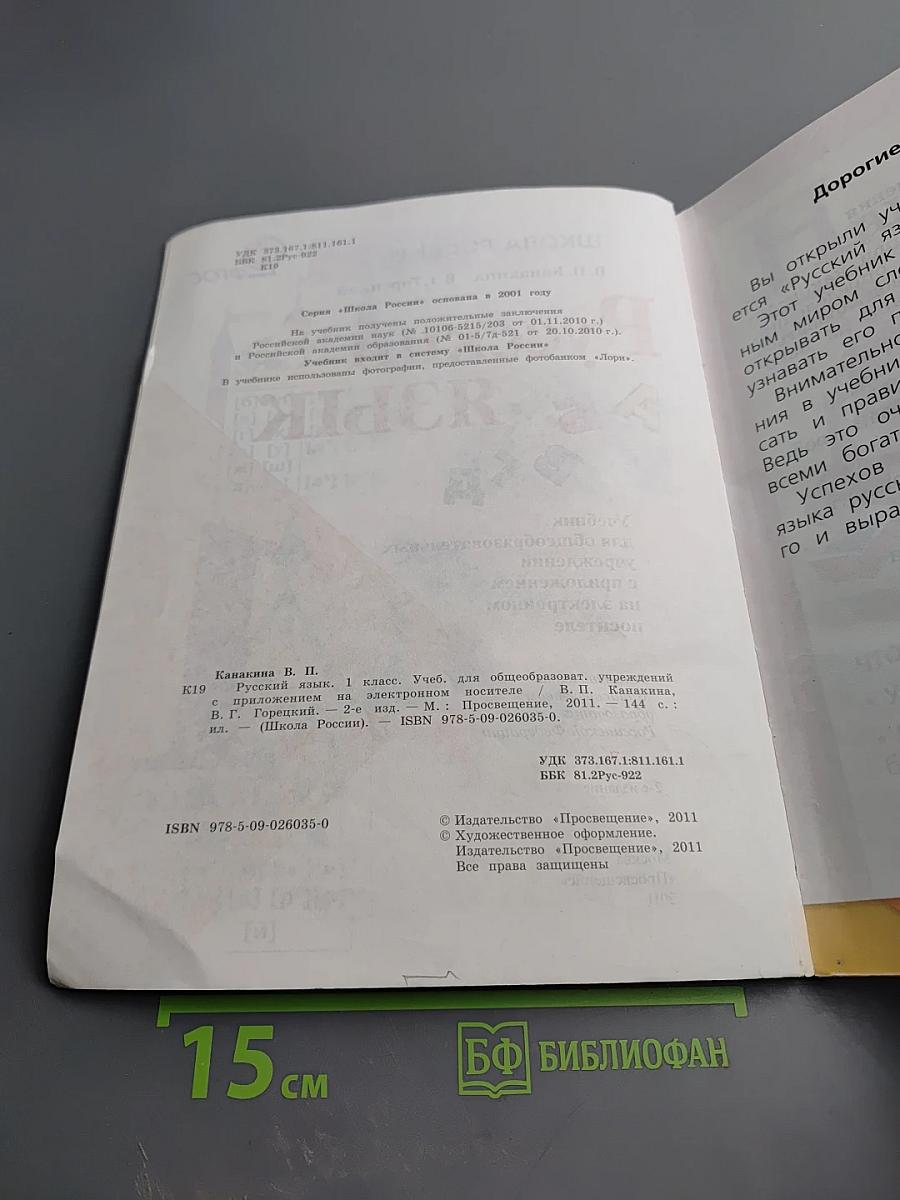 УДК 373.167.1:811.161.1
ББК 81.2Рус-922
К19
Серия «Школа России» основана в 2001 году
На учебник получены положительные заключения
Российской академии наук (№ 10106-5215/203 от 01.11.2010 г.)
и Российской академии образования (№ 01-5/7д-521 от 20.10.2010 г.).
Учебник входит в систему «Школа России»
В учебнике использованы фотографии, предоставленные фотобанком «Лори».
Канакина В. П.
К19 Русский язык. 1 класс. Учеб. для общеобразоват. учреждений
с приложением на электронном носителе / В. П. Канакина,
В. Г. Горецкий. — 2-е изд. — М. : Просвещение, 2011. — 144 с. :
ил. — (Школа России). — ISBN 978-5-09-026035-0.
УДК 373.167.1:811.161.1
ББК 81.2Рус-922
ISBN 978-5-09-026035-0
© Издательство «Просвещение», 2011
© Художественное оформление.
Издательство «Просвещение», 2011
Все права защищены
Дорогие
Вы открыли уч
ется «Русский яз
Этот учебник
ным миром сл
открывать для
узнавать его п
Внимательно
ния в учебни
сать и прави
Ведь это оч
всеми богат
Успехов
языка русс
го и выра
15 см
БФ БИБЛИОФАН